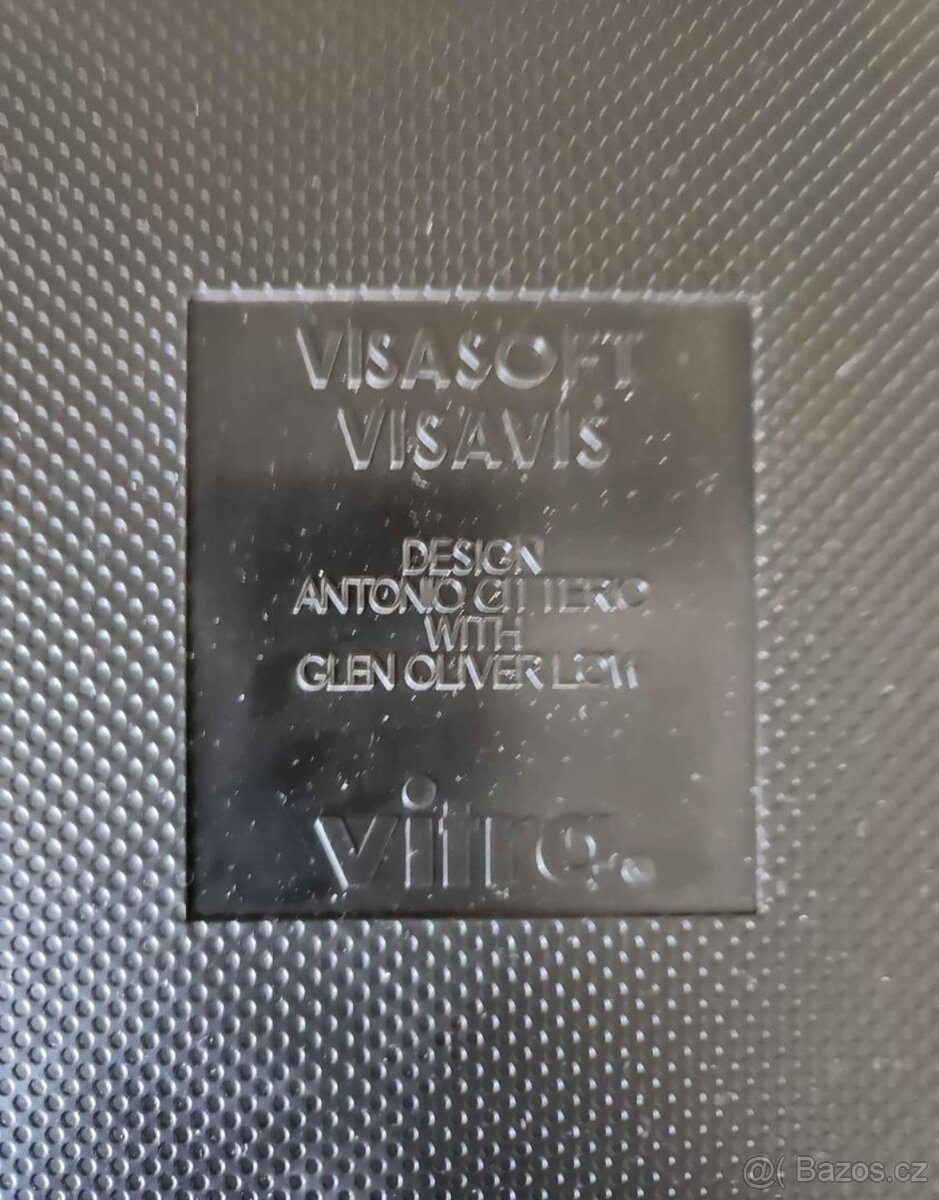 VISASOFT
VISAVIS
DESIGN
ANTONIO CITTERIO
WITH
GLEN OLIVER LÖW
vitra.®
@( Bazos.cz